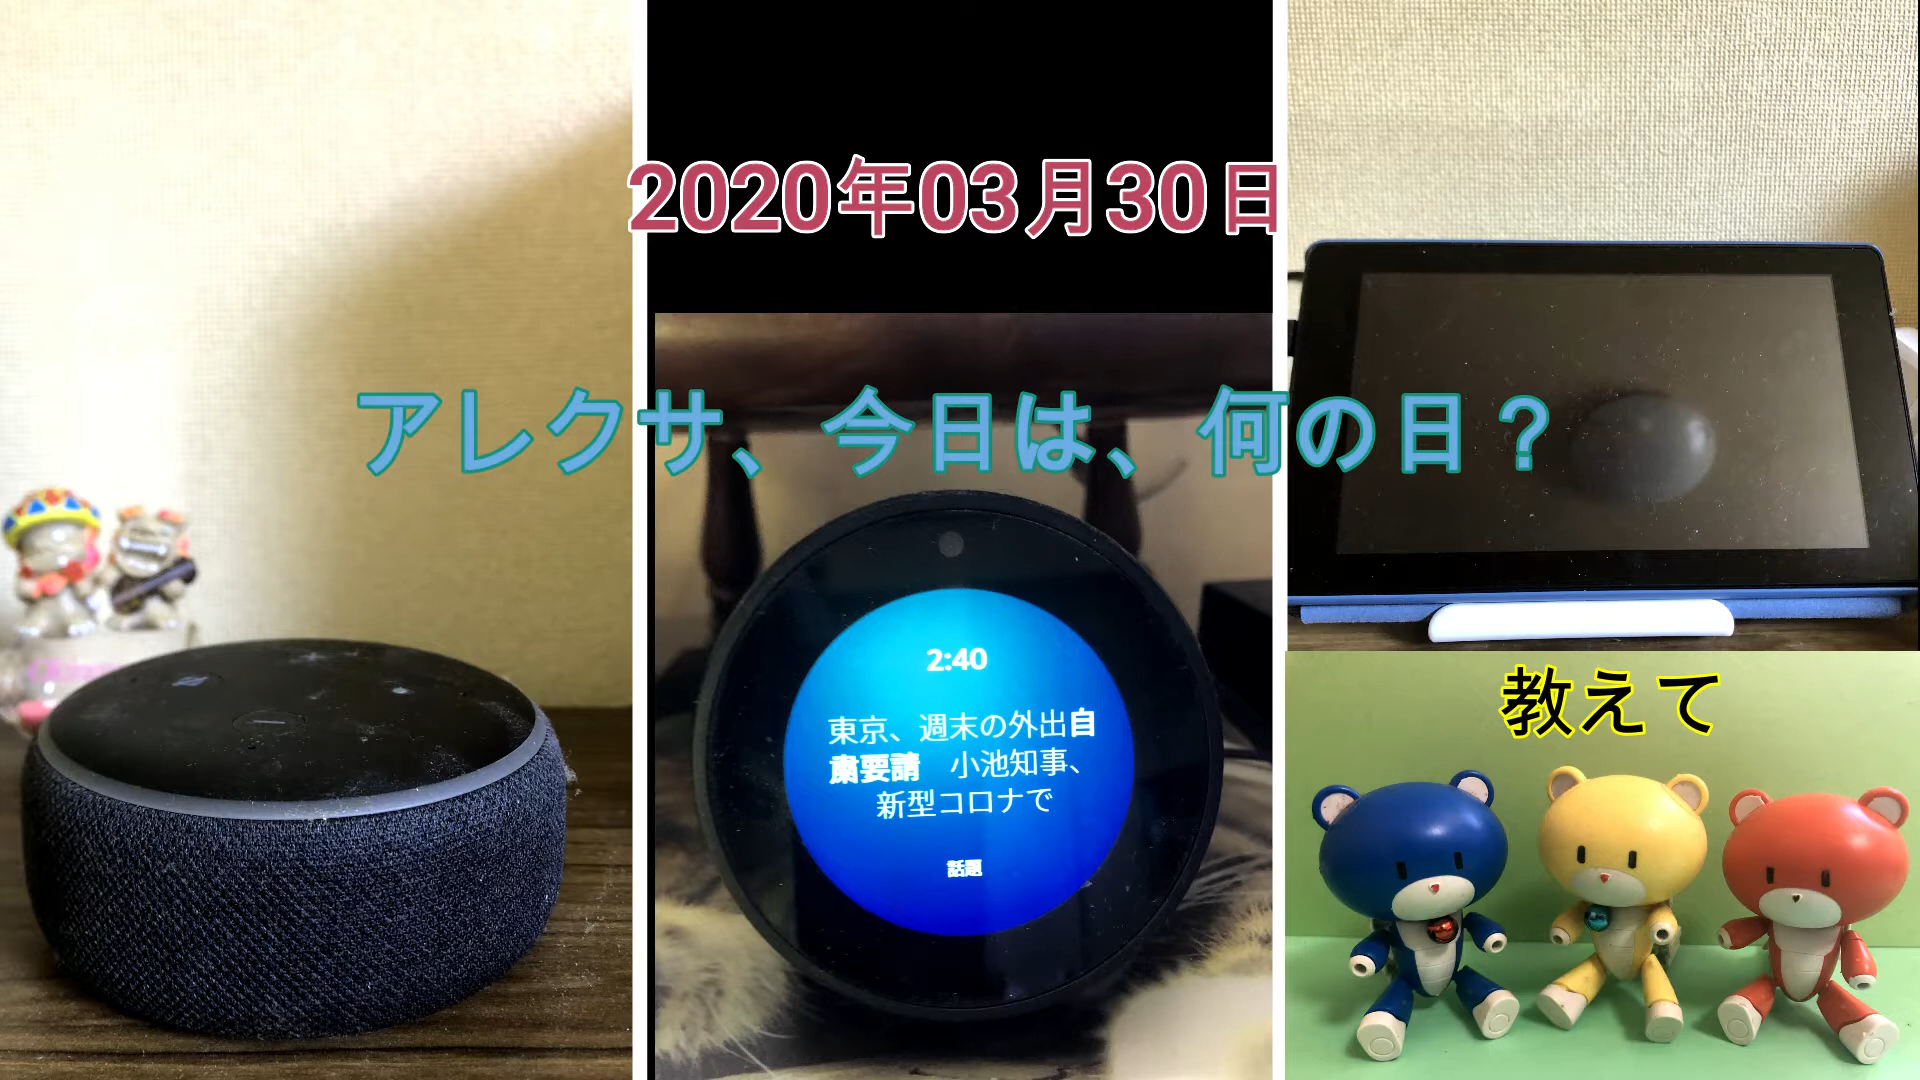 2020年03月30日
アレクサ、今日は、何の日？
2:40
東京、週末の外出自
粛要請　小池知事、
新型コロナで
話題
教えて